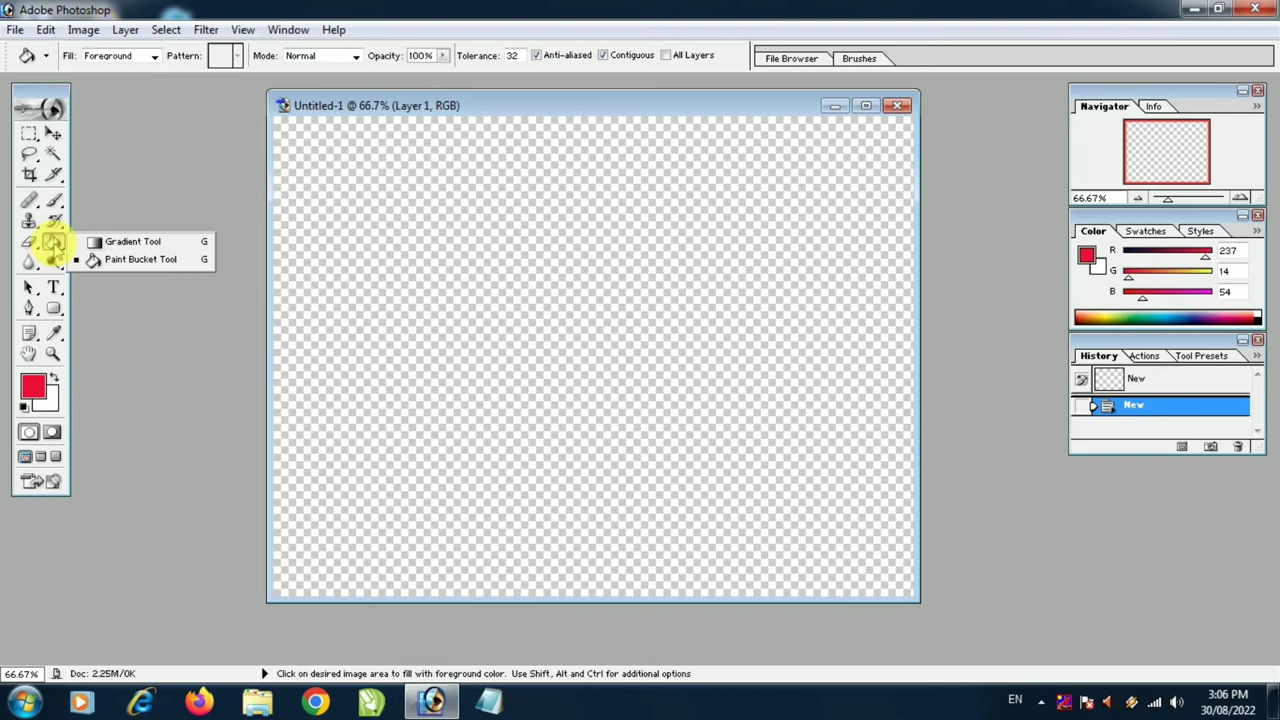 Adobe Photoshop
File Edit Image Layer Select Filter View Window Help
Fill: Foreground Pattern: Mode: Normal Opacity: 100% Tolerance: 32 Anti-aliased Contiguous All Layers File Browser Brushes
Untitled-1 @ 66.7% (Layer 1, RGB)
Navigator Info
66.67%
Color Swatches Styles
R 237
G 14
B 54
History Actions Tool Presets
New
New
Gradient Tool G
Paint Bucket Tool G
T
66.67% Doc: 2.25M/0K Click on desired image area to fill with foreground color. Use Shift, Alt and Ctrl for additional options
EN 3:06 PM
30/08/2022